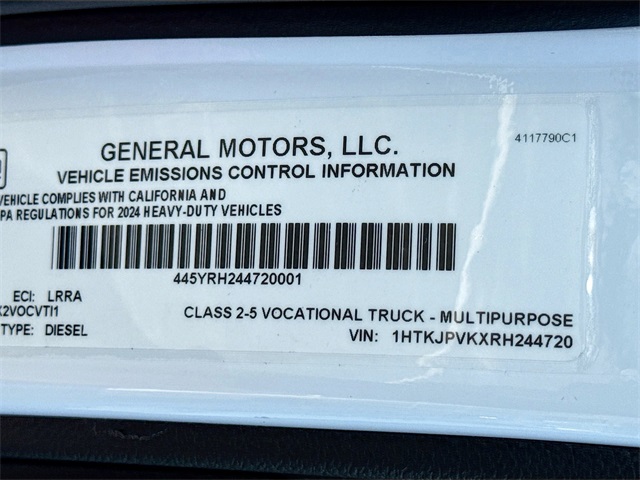 GENERAL MOTORS, LLC.
4117790C1
VEHICLE EMISSIONS CONTROL INFORMATION
VEHICLE COMPLIES WITH CALIFORNIA AND
PA REGULATIONS FOR 2024 HEAVY-DUTY VEHICLES
445YRH244720001
ECI: LRRA
2VOCVTI1
CLASS 2-5 VOCATIONAL TRUCK - MULTIPURPOSE
TYPE: DIESEL
VIN: 1HTKJPVKXRH244720